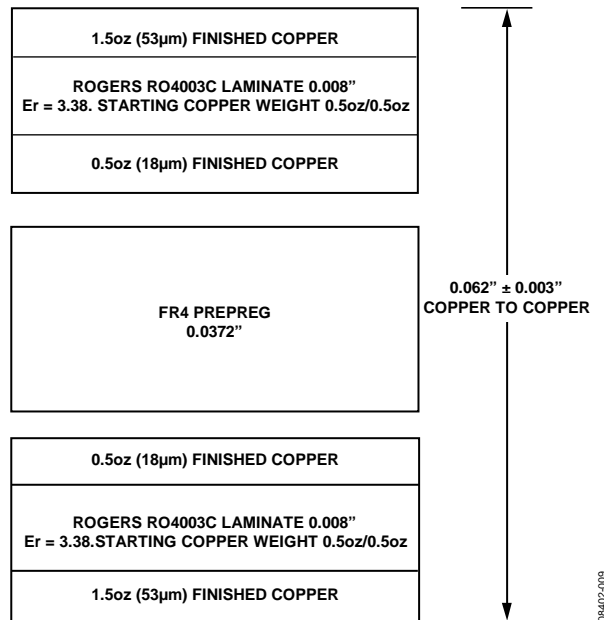 1.5oz (53µm) FINISHED COPPER
ROGERS RO4003C LAMINATE 0.008”
Er = 3.38. STARTING COPPER WEIGHT 0.5oz/0.5oz
0.5oz (18µm) FINISHED COPPER
FR4 PREPREG
0.0372”
0.062” ± 0.003”
COPPER TO COPPER
0.5oz (18µm) FINISHED COPPER
ROGERS RO4003C LAMINATE 0.008”
Er = 3.38.STARTING COPPER WEIGHT 0.5oz/0.5oz
1.5oz (53µm) FINISHED COPPER
08402-009